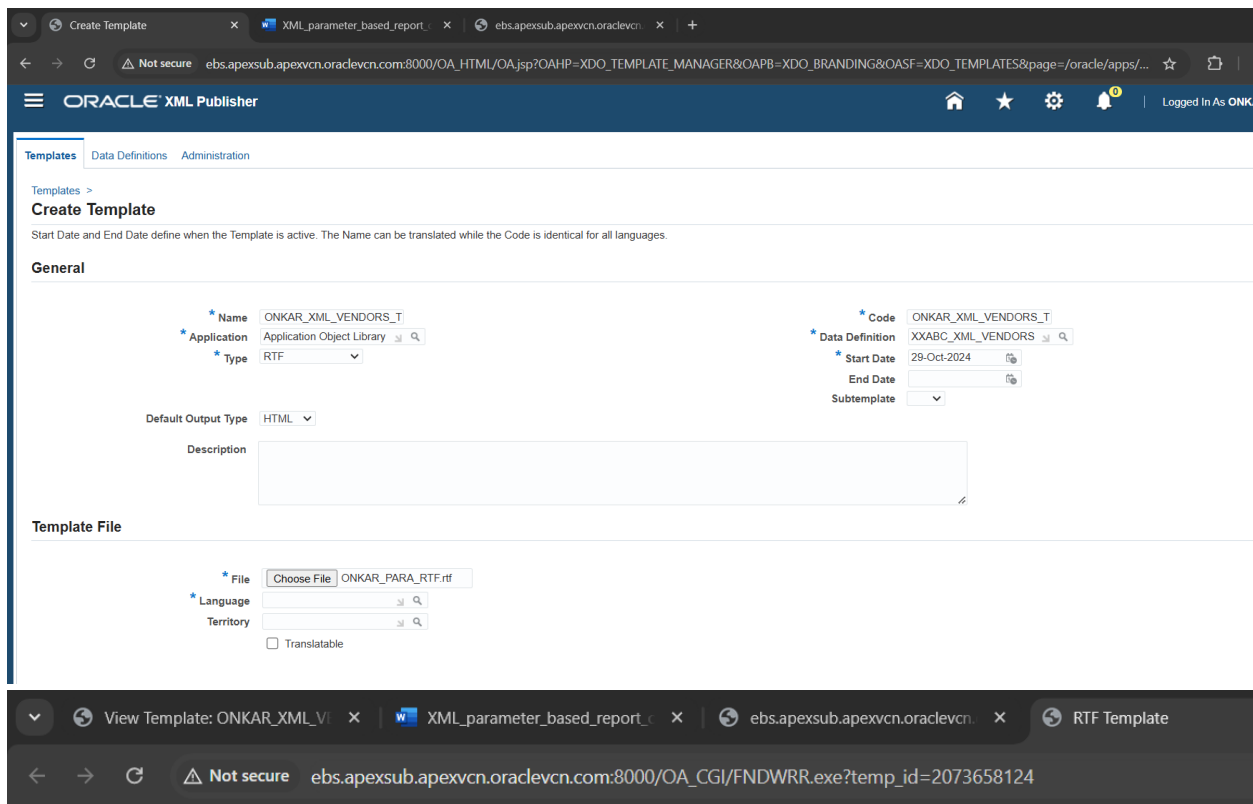 Create Template XML_parameter_based_report_ ebs.apexsub.apexvcn.oraclevcn.
Not secure ebs.apexsub.apexvcn.oraclevcn.com:8000/OA_HTML/OA.jsp?OAHP=XDO_TEMPLATE_MANAGER&OAPB=XDO_BRANDING&OASF=XDO_TEMPLATES&page=/oracle/apps/...
ORACLE XML Publisher 0 Logged In As ONK
Templates Data Definitions Administration
Templates >
Create Template
Start Date and End Date define when the Template is active. The Name can be translated while the Code is identical for all languages.
General
* Name ONKAR_XML_VENDORS_T * Code ONKAR_XML_VENDORS_T
* Application Application Object Library * Data Definition XXABC_XML_VENDORS
* Type RTF * Start Date 29-Oct-2024
End Date
Subtemplate
Default Output Type HTML
Description
Template File
* File Choose File ONKAR_PARA_RTF.rtf
* Language
Territory
Translatable
View Template: ONKAR_XML_V XML_parameter_based_report_ ebs.apexsub.apexvcn.oraclevcn. RTF Template
Not secure ebs.apexsub.apexvcn.oraclevcn.com:8000/OA_CGI/FNDWRR.exe?temp_id=2073658124